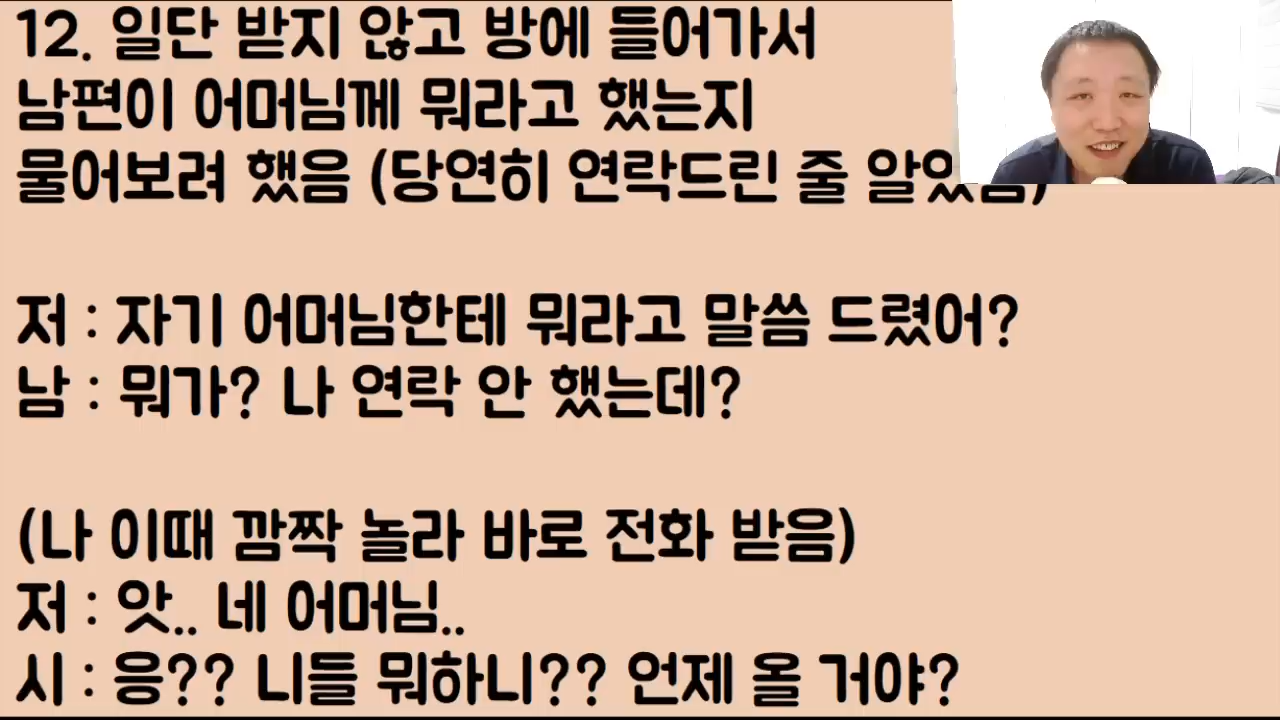 12. 일단 받지 않고 방에 들어가서
남편이 어머님께 뭐라고 했는지
물어보려 했음 (당연히 연락드린 줄 알았음)
저 : 자기 어머님한테 뭐라고 말씀 드렸어?
남 : 뭐가? 나 연락 안 했는데?
(나 이때 깜짝 놀라 바로 전화 받음)
저 : 앗.. 네 어머님..
시 : 응?? 니들 뭐하니?? 언제 올 거야?